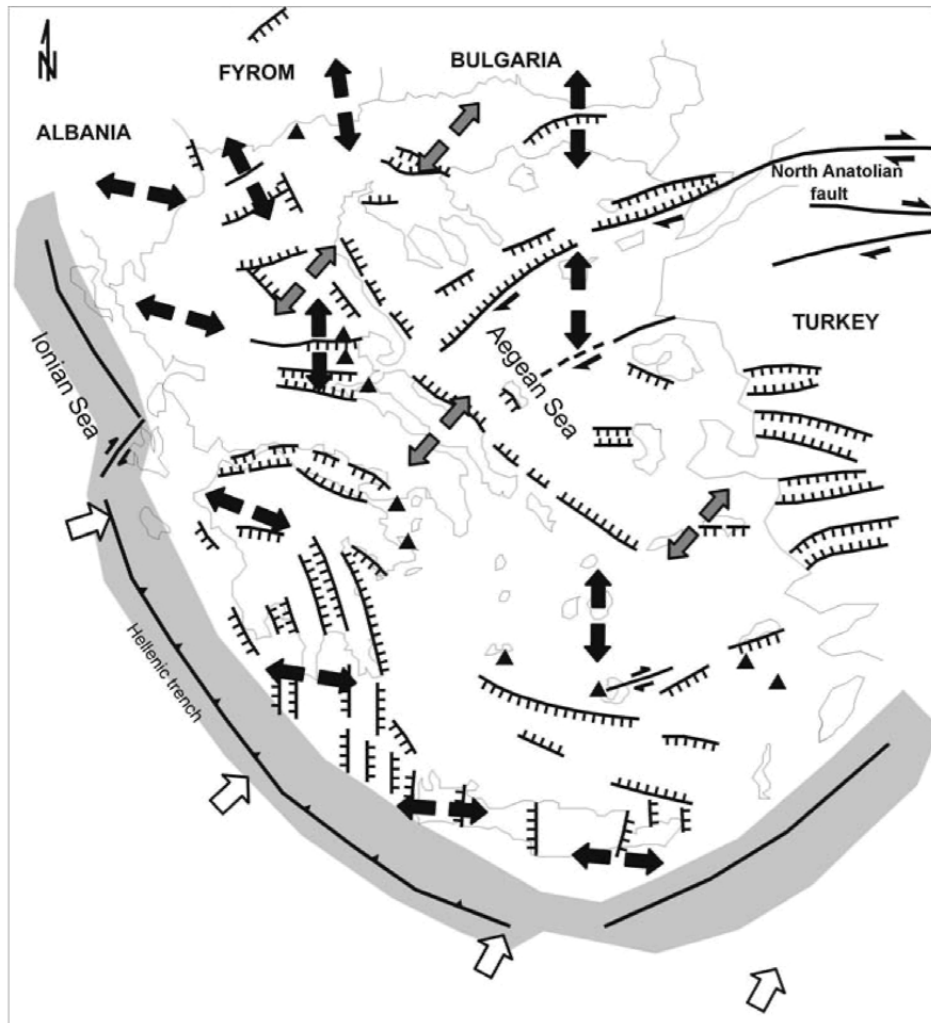 N
FYROM
BULGARIA
ALBANIA
North Anatolian
fault
TURKEY
Ionian Sea
Aegean Sea
Hellenic trench